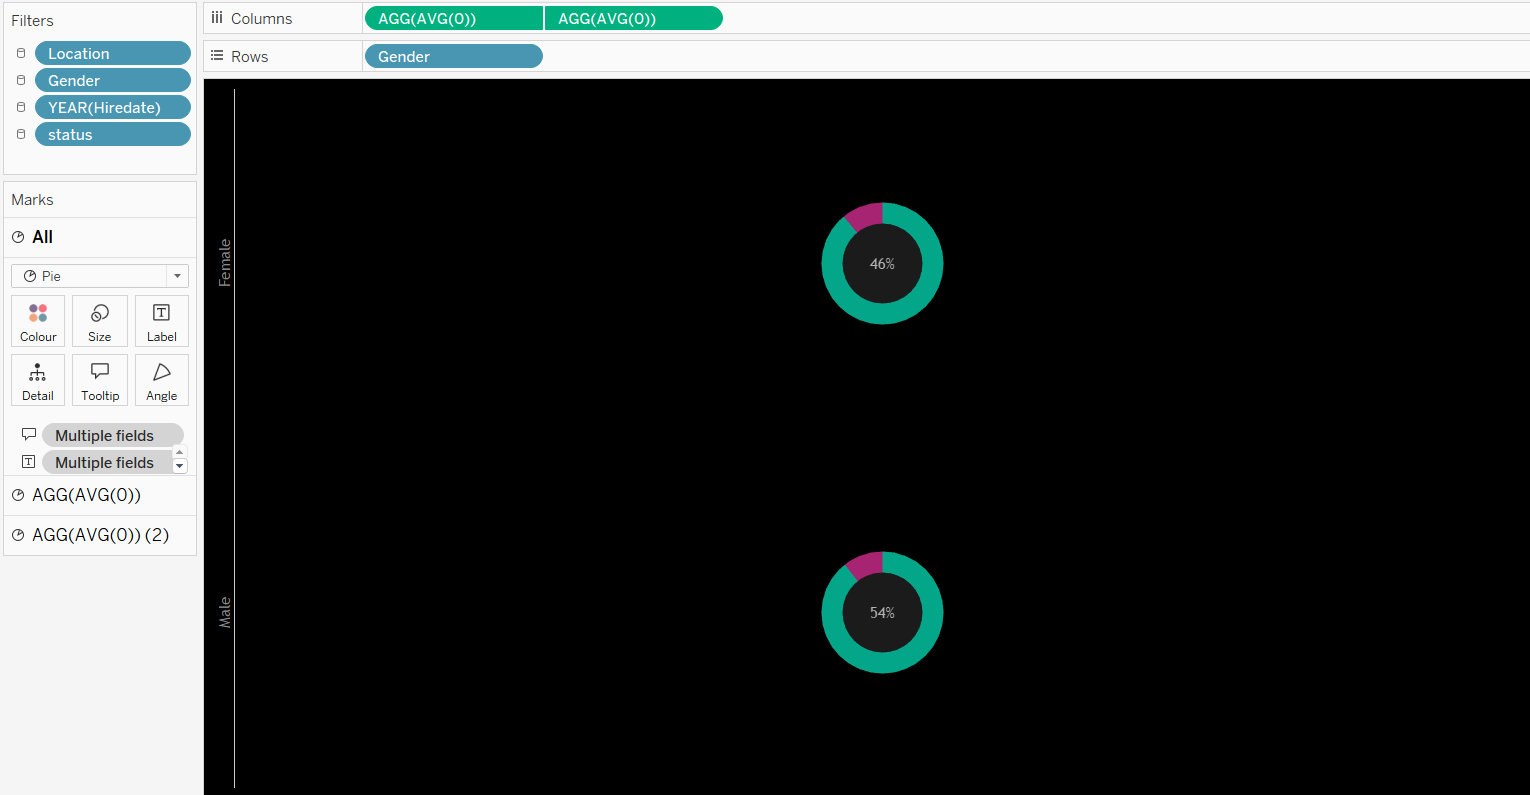 Filters
Location
Gender
YEAR(Hiredate)
status
Marks
All
Pie
Colour Size Label
Detail Tooltip Angle
Multiple fields
Multiple fields
AGG(AVG(0))
AGG(AVG(0)) (2)
Columns AGG(AVG(0)) AGG(AVG(0))
Rows Gender
Female
46%
Male
54%